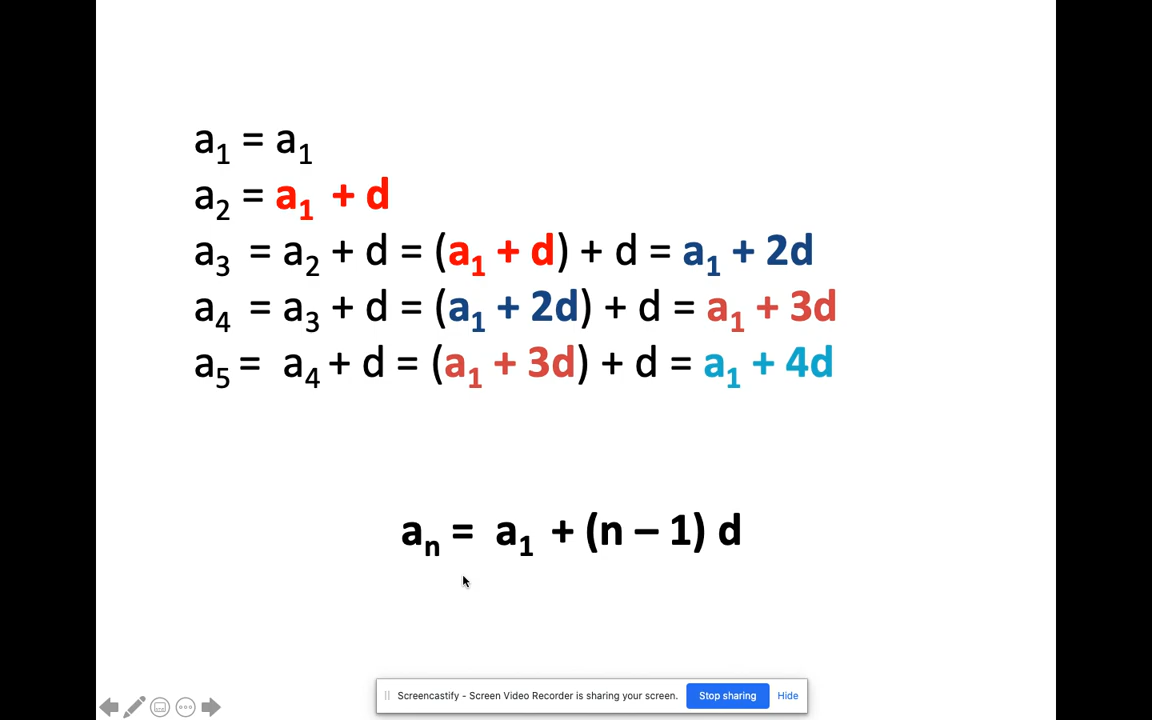 a₁ = a₁
a₂ = a₁ + d
a₃ = a₂ + d = (a₁ + d) + d = a₁ + 2d
a₄ = a₃ + d = (a₁ + 2d) + d = a₁ + 3d
a₅ = a₄ + d = (a₁ + 3d) + d = a₁ + 4d
aₙ = a₁ + (n – 1) d
Screencastify - Screen Video Recorder is sharing your screen. Stop sharing Hide